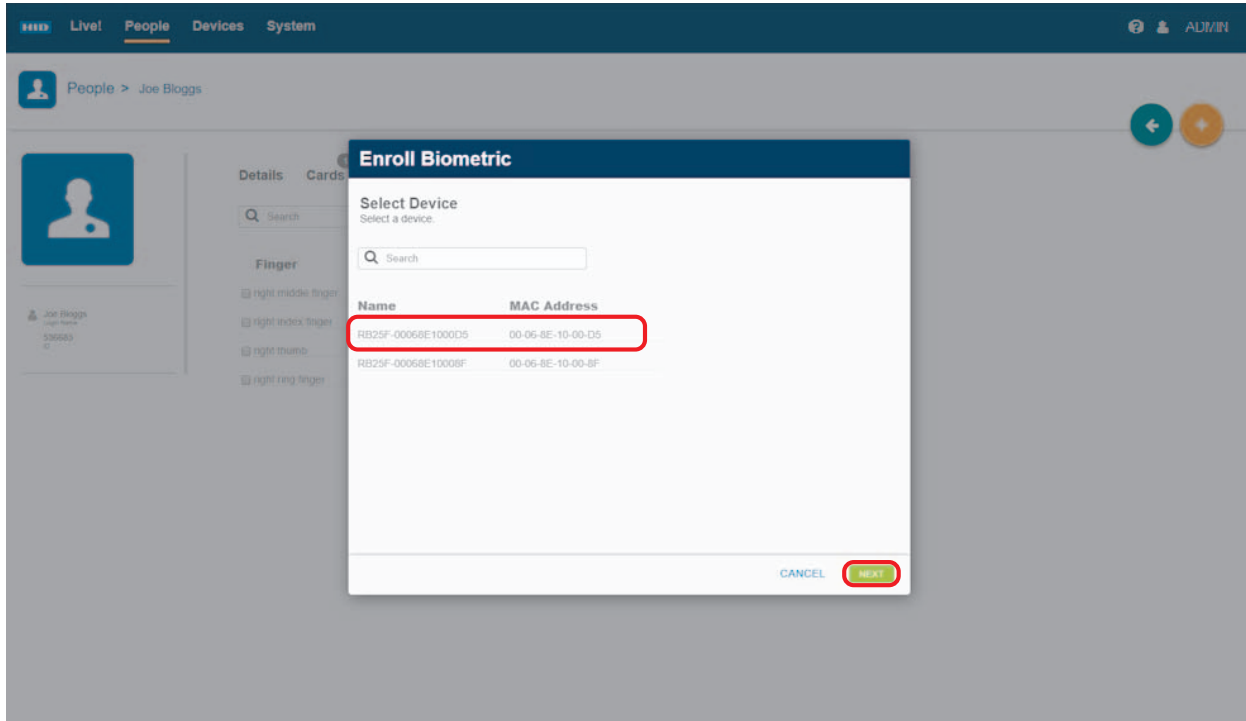 HID Live! People Devices System ADMIN
People > Joe Bloggs
Details Cards
Search
Finger
right middle finger
right index finger
right thumb
right ring finger
Joe Bloggs
Login Name
Enroll Biometric
Select Device
Select a device.
Search
Name MAC Address
RB25F-00068E1000D5 00-06-8E-10-00-D5
RB25F-00068E10008F 00-06-8E-10-00-8F
CANCEL NEXT